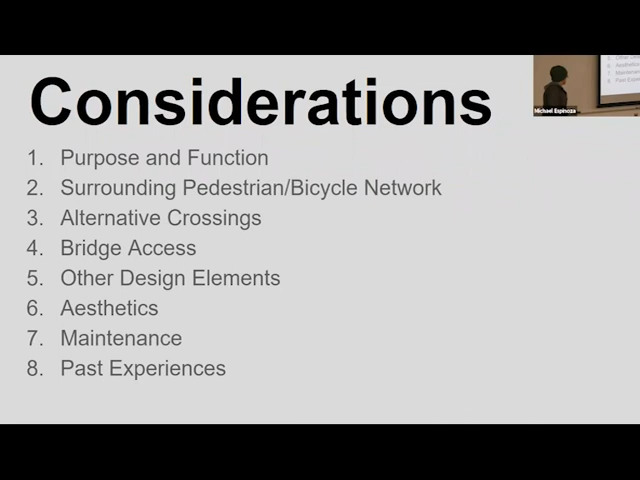 Considerations
1. Purpose and Function
2. Surrounding Pedestrian/Bicycle Network
3. Alternative Crossings
4. Bridge Access
5. Other Design Elements
6. Aesthetics
7. Maintenance
8. Past Experiences
Michael Espinoza